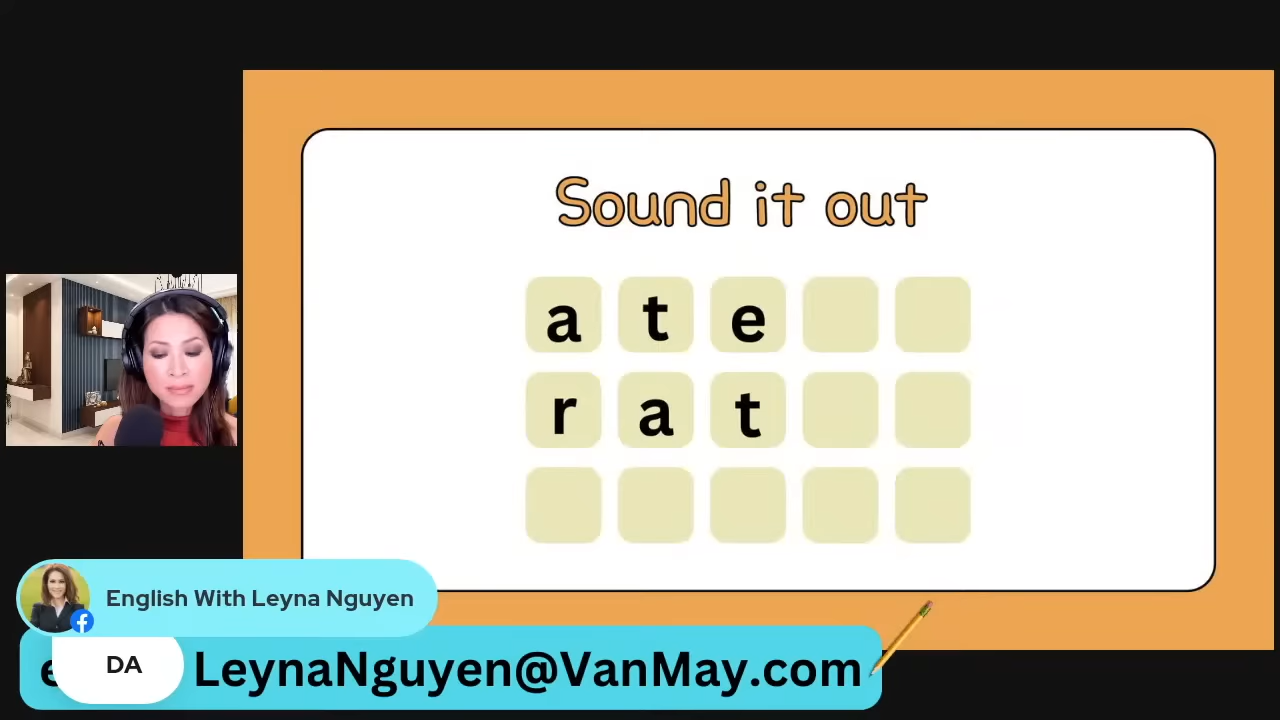 Sound it out
a t e
r a t
English With Leyna Nguyen
DA
e LeynaNguyen@VanMay.com